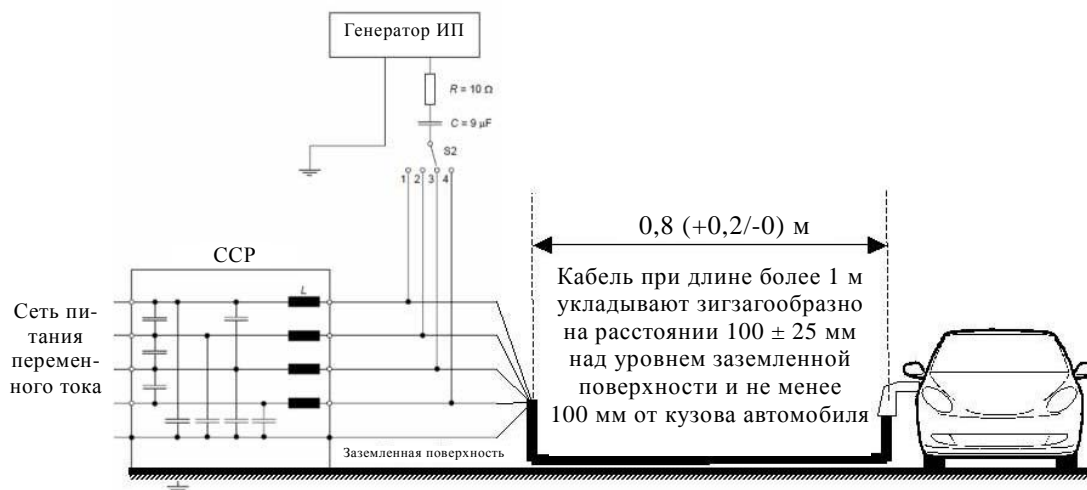 Генератор ИП
R = 10 Ω
C = 9 μF
S2
1 2 3 4
0,8 (+0,2/-0) м
ССР
L
Кабель при длине более 1 м
укладывают зигзагообразно
на расстоянии 100 ± 25 мм
над уровнем заземленной
поверхности и не менее
100 мм от кузова автомобиля
Сеть пи-
тания
перемен-
ного тока
Заземленная поверхность